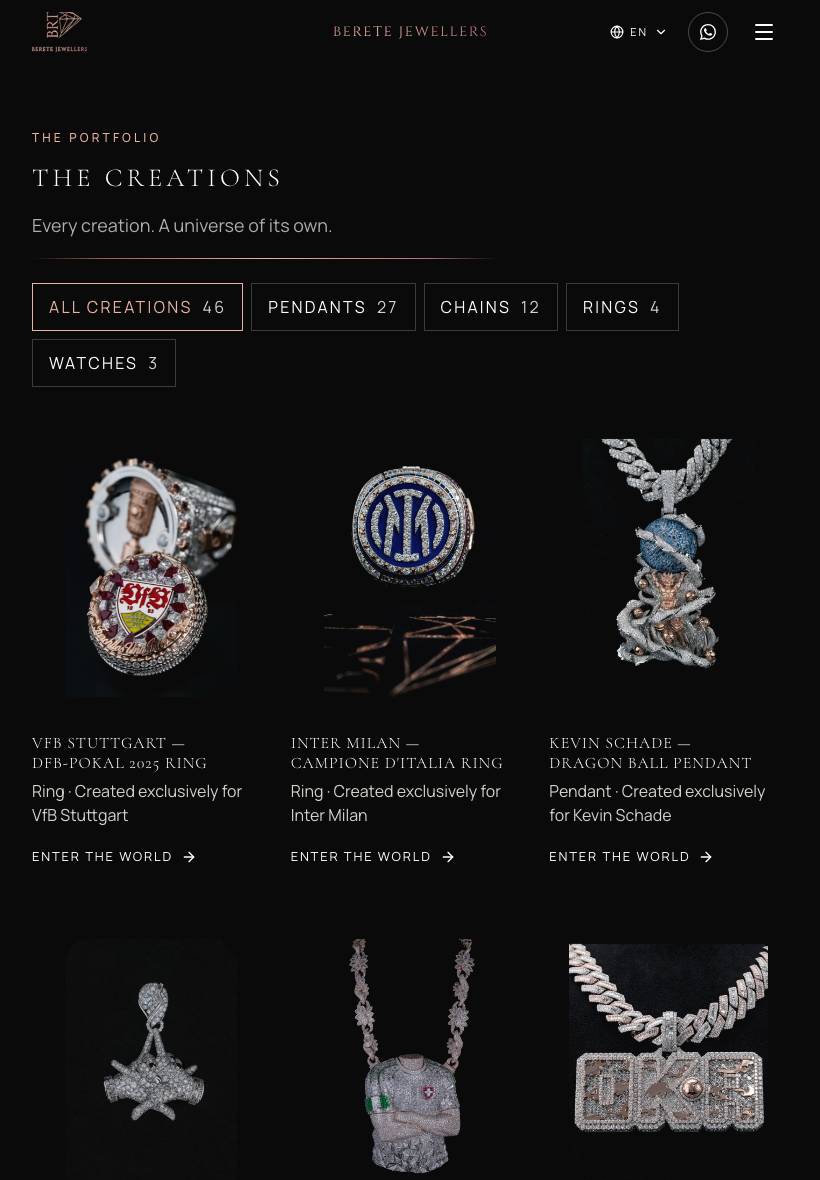 BRT
BERETE JEWELLERS
BERETE JEWELLERS
EN
THE PORTFOLIO
THE CREATIONS
Every creation. A universe of its own.
ALL CREATIONS 46
PENDANTS 27
CHAINS 12
RINGS 4
WATCHES 3
VfB
VFB STUTTGART —
DFB-POKAL 2025 RING
Ring · Created exclusively for
VfB Stuttgart
ENTER THE WORLD
INTER MILAN —
CAMPIONE D'ITALIA RING
Ring · Created exclusively for
Inter Milan
ENTER THE WORLD
KEVIN SCHADE —
DRAGON BALL PENDANT
Pendant · Created exclusively
for Kevin Schade
ENTER THE WORLD